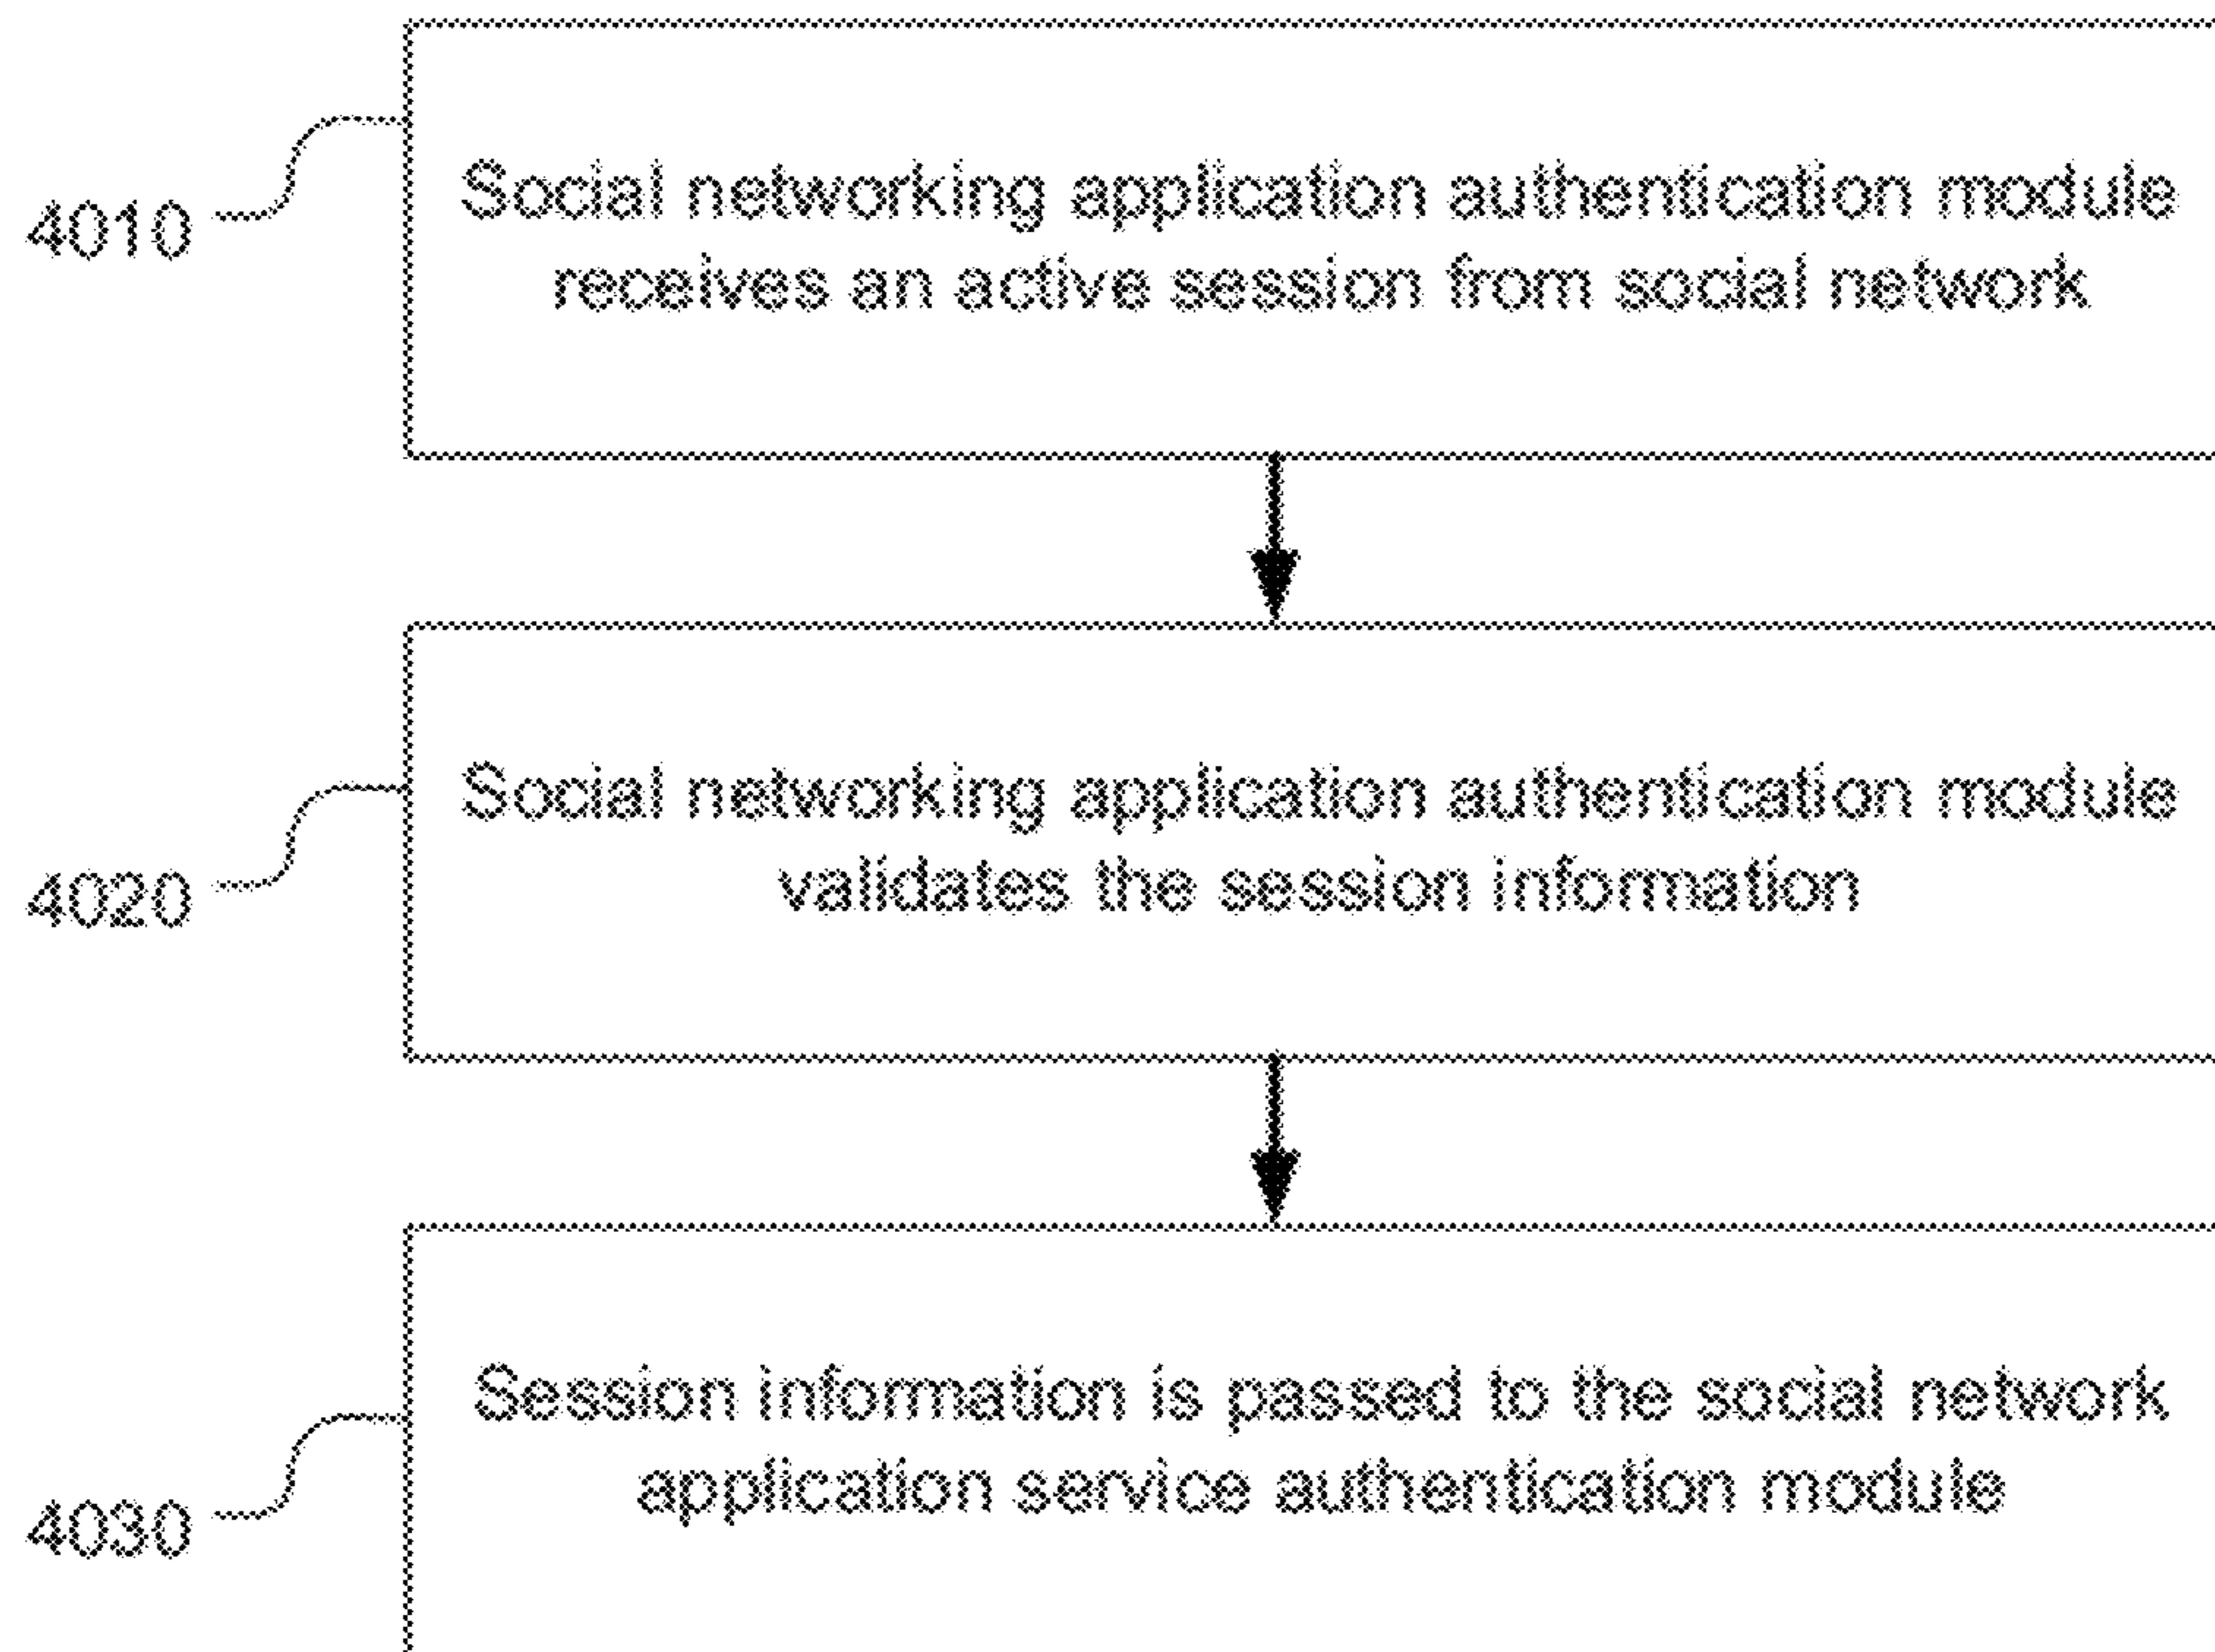 4010
Social networking application authentication module
receives an active session from social network
4020
Social networking application authentication module
validates the session information
4030
Session information is passed to the social network
application service authentication module